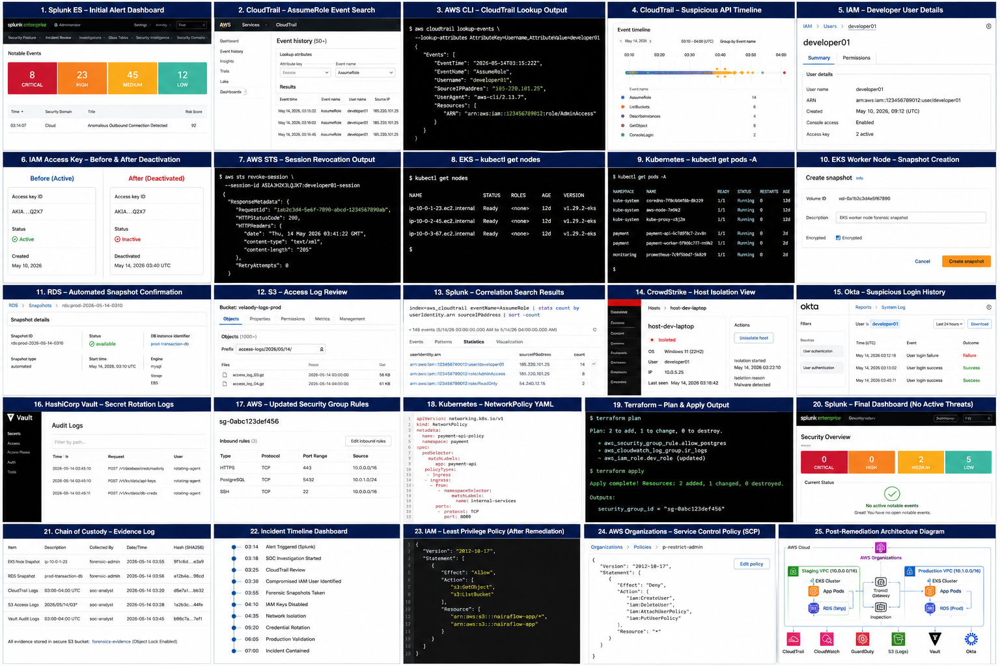 1. Splunk ES – Initial Alert Dashboard
splunk enterprise Administrator Settings Activity Find
Security Posture Incident Review Investigations Glass Tables Security Intelligence Security Domains
Notable Events
8 23 45 12
CRITICAL HIGH MEDIUM LOW
Time Security Domain Title Risk Score
03:14:07 Cloud Anomalous Outbound Connection Detected 92
2. CloudTrail – AssumeRole Event Search
AWS Services CloudTrail
Dashboard
Event history
Insights
Trails
Lake
Dashboards
Event history (S0+)
Lookup attributes
Attribute key Event name
AssumeRole
Results
Event time Event name User name Source IP
May 14, 2026, 03:15:22 AssumeRole developer01 185.220.101.25
May 14, 2026, 03:16:02 AssumeRole developer01 185.220.101.25
May 14, 2026, 03:16:45 AssumeRole developer01 185.220.101.25
3. AWS CLI – CloudTrail Lookup Output
$ aws cloudtrail lookup-events \
--lookup-attributes AttributeKey=Username,AttributeValue=developer01
{
"Events": [
"EventTime": "2026-05-14T03:15:22Z",
"EventName": "AssumeRole",
"Username": "developer01",
"SourceIPPaddres": "185.220.101.25",
"UserAgent": "aws-cli/2.13.7",
"Resources": [
"ARN": "arn:aws:iam::123456789012:role/AdminAccess"
}
]
}
4. CloudTrail – Suspicious API Timeline
Event timeline
May 14, 2026 03:10 - 04:00 (UTC) Group by Event name
03:10 03:20 03:30 03:40 03:50 04:00
Event name
AssumeRole 14
ListBuckets 6
DescribeInstances 4
GetObject 8
ConsoleLogin 2
5. IAM – Developer User Details
IAM > Users > developer01
developer01
Summary Permissions
User details
User name developer01
ARN arn:aws:iam::123456789012:user/developer01
Created May 10, 2026, 09:12 (UTC)
Console access Enabled
Access key 2 active
6. IAM Access Key – Before & After Deactivation
Before (Active) After (Deactivated)
Access key ID Access key ID
AKIA...Q2X7 AKIA...Q2X7
Status Status
Active Inactive
Created Deactivated
May 10, 2026 May 14, 2026 03:40 UTC
7. AWS STS – Session Revocation Output
$ aws sts revoke-session \
--session-id :developer01-session
{
"ResponseMetadata": {
"RequestId": "1ab2c3d4-5e6f-7890-abcd-1234567890ab",
"HTTPStatusCode": 200,
"HTTPHeaders": {
"date": "Thu, 14 May 2026 03:41:22 GMT",
"content-type": "text/xml",
"content-length": "205"
},
"RetryAttempts": 0
}
8. EKS – kubectl get nodes
$ kubectl get nodes
NAME STATUS ROLES AGE VERSION
ip-10-0-1-23.ec2.internal Ready <none> 12d v1.29.2-eks
ip-10-0-2-45.ec2.internal Ready <none> 12d v1.29.2-eks
ip-10-0-3-67.ec2.internal Ready <none> 12d v1.29.2-eks
$
9. Kubernetes – kubectl get pods -A
$ kubectl get pods -A
NAMEPACE NAME READY STATUS RESTARTS AGE
kube-system 1/1 Running 0 12d
kube-system 1/1 Running 0 12d
kube-system 1/1 Running 0 12d
payment 1/1 Running 0 2d
payment 1/1 Running 0 2d
monitoring 1/1 Running 0 2d
$
10. EKS Worker Node – Snapshot Creation
Create snapshot Info
Volume ID vol-0a1b2c3d4e5f67890
Description EKS worker node forensic snapshot
Encrypted Encrypted
Cancel Create snapshot
11. RDS – Automated Snapshot Confirmation
RDS > Snapshots > rds:prod-2026-05-14-0310
Snapshot details
Snapshot ID Status DB instance identifier
rds:prod-2026-05-14-0310 available prod-transaction-db
Snapshot type Start time Engine
automated May 14, 2026, 03:10 UTC mysql
Storage
EBS
12. S3 – Access Log Review
Bucket: velaody-logs-prod
Objects Properties Permissions Metrics Management
Objects (1000+)
Prefix access-logs/2026/05/14/
Files
access_log_03.gz 2026-05-14 03:00:00 56 KB
access_log_04.gz 2026-05-14 04:00:00 61 KB
13. Splunk – Correlation Search Results
index=aws_cloudtrail eventName=AssumeRole | stats count by
userIdentity.arn sourceIPaddress | sort -count
148 events (5/14/26 03:00:00.000 AM to 5/14/26 04:00:00.000 AM)
Events Patterns Statistics Visualization
userIdentity.arn sourceIPaddress count
arn:aws:iam::123456789012:user/developer01 185.220.101.25 14
arn:aws:iam::123456789012:role/AdminAccess 185.220.101.25 8
arn:aws:iam::123456789012:role/ReadOnly 54.240.12.15 2
14. CrowdStrike – Host Isolation View
Hosts > host-dev-laptop
host-dev-laptop
Isolated
OS Windows 11 (22H2)
User developer01
IP 10.0.5.25
Last seen May 14, 2026 03:18:42
Actions
Unisolate host
Isolation started
May 14, 2026 03:22:10
Isolation reason
Malware detected
15. Okta – Suspicious Login History
okta
Reports > System Log
Filters
User is developer01 Last 24 hours Download
User authentication
User authentication
Time (UTC) Event Outcome
May 14, 2026 03:12:18 User login failure Failure
May 14, 2026 03:13:02 User login success Success
May 14, 2026 03:45:11 User login success Success
16. HashiCorp Vault – Secret Rotation Logs
Vault
Secrets
Access
Auth
Tools
Audit Logs
Filter by path...
Time Request User
2026-05-14 03:45:10 POST /v1/database/creds/readonly rotating-agent
2026-05-14 03:45:10 POST /v1/kv/data/api-keys rotating-agent
2026-05-14 03:45:11 POST /v1/kv/data/db-creds rotating-agent
17. AWS – Updated Security Group Rules
sg-0abc123def456
Inbound rules (3) Edit inbound rules
Type Protocol Port Range Source
HTTPS TCP 443 10.0.0.0/16
PostgreSQL TCP 5432 10.0.1.0/24
SSH TCP 22 10.0.0.0/16
18. Kubernetes – NetworkPolicy YAML
apiVersion: networking.k8s.io/v1
kind: NetworkPolicy
metadata:
name: payment-api-policy
namespace: payment
spec:
podSelector:
matchLabels:
app: payment-api
policyTypes:
- Ingress
- ingress:
- from:
- namespaceSelector:
matchLabels:
name: internal-services
ports:
- protocol: TCP
port: 8080
19. Terraform – Plan & Apply Output
$ terraform plan
Plan: 2 to add, 1 to change, 0 to destroy.
+ aws_security_group_rule.allow_postgres
+ aws_cloudwatch_log_group.ir_logs
~ aws_iam_role.dev_role (updated)
$ terraform apply
Apply complete! Resources: 2 added, 1 changed, 0 destroyed.
Outputs:
security_group_id = "sg-0abc123def456"
20. Splunk – Final Dashboard (No Active Threats)
splunk enterprise
Security Overview
0 0 2 5
CRITICAL HIGH MEDIUM LOW
Current Status
No active notable events
Great! You have no open notable events.
21. Chain of Custody – Evidence Log
Item Description Collected By Date/Time Hash (SHA256)
EKS Node Snapshot ip-10-0-1-23 forensic-admin 2026-05-14 03:55 9f1c6d...e3a9
RDS Snapshot prod-transaction-db forensic-admin 2026-05-14 03:56 a12b4e...98cd
CloudTrail Logs 03:00-04:00 UTC soc-analyst 2026-05-14 03:20 d5e7a1...bb32
S3 Access Logs 2026/05/14/03* soc-analyst 2026-05-14 03:28 1a2b3c...44fe
Vault Audit Logs 03:00-04:00 UTC soc-analyst 2026-05-14 03:45 b98c7a...7ef1
All evidence stored in secure S3 bucket: forensics-evidence (Object Lock Enabled)
22. Incident Timeline Dashboard
03:14 Alert Triggered (Splunk)
03:18 SOC Investigation Started
03:25 CloudTrail Review
03:38 Compromised IAM User Identified
03:55 Forensic Snapshots Taken
04:10 IAM Keys Disabled
04:35 Network Isolation
05:20 Credential Rotation
06:05 Production Validation
07:00 Incident Contained
23. IAM – Least Privilege Policy (After Remediation)
{
"Version": "2012-10-17",
"Statement": [
{
"Effect": "Allow",
"Action": [
"s3:GetObject",
"s3:ListBucket"
],
"Resource": [
"arn:aws:s3:::nairaflow-app/*",
"arn:aws:s3:::nairaflow-app"
]
}
]
}
24. AWS Organizations – Service Control Policy (SCP)
Organizations > Policies > p-restrict-admin
Edit policy
{
"Version": "2012-10-17",
"Statement": [
{
"Effect": "Deny",
"Action": [
"iam:CreateUser",
"iam:DeleteUser",
"iam:AttachUserPolicy",
"iam:PutUserPolicy"
],
"Resource": "*"
}
]
}
25. Post-Remediation Architecture Diagram
AWS Cloud
AWS Organizations
Staging VPC (10.0.0.0/16) Production VPC (10.1.0.0/16)
EKS Cluster EKS Cluster
App Pods Gateway App Pods
RDS RDS (Prod)
Inspection
CloudTrail CloudWatch GuardDuty S3 (Logs) Vault Okta